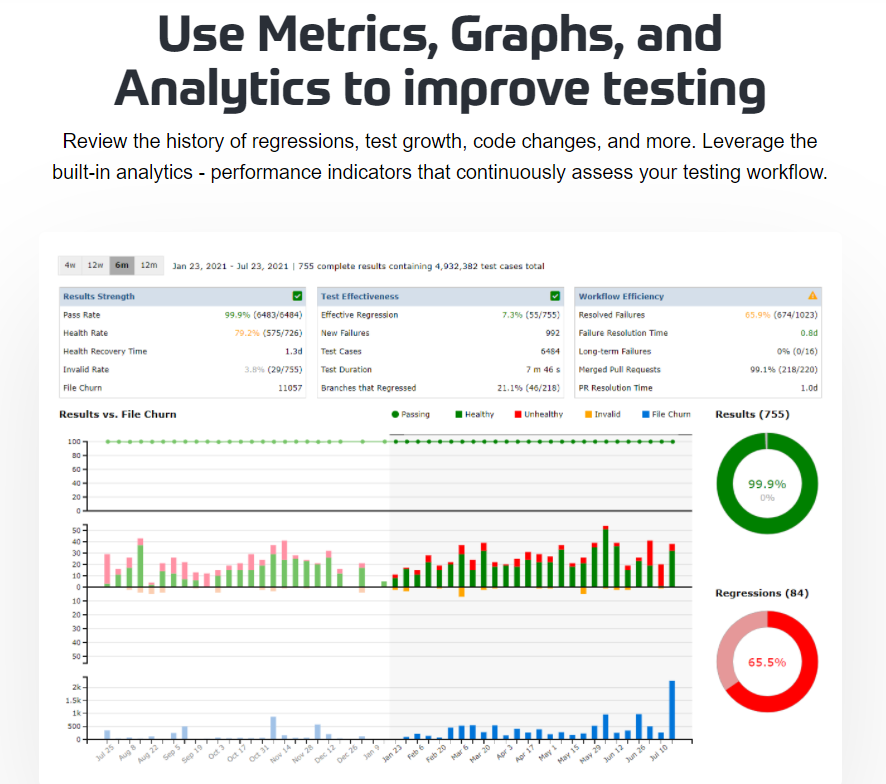 Use Metrics, Graphs, and
Analytics to improve testing
Review the history of regressions, test growth, code changes, and more. Leverage the
built-in analytics - performance indicators that continuously assess your testing workflow.
4w 12w 6m 12m Jan 23, 2021 - Jul 23, 2021 | 755 complete results containing 4,932,382 test cases total
Results Strength
Pass Rate 99.9% (6483/6484)
Health Rate 79.2% (575/726)
Health Recovery Time 1.3d
Invalid Rate 3.8% (29/755)
File Churn 11057
Test Effectiveness
Effective Regression 7.3% (55/755)
New Failures 992
Test Cases 6484
Test Duration 7 m 46 s
Branches that Regressed 21.1% (46/218)
Workflow Efficiency
Resolved Failures 65.9% (674/1023)
Failure Resolution Time 0.8d
Long-term Failures 0% (0/16)
Merged Pull Requests 99.1% (218/220)
PR Resolution Time 1.0d
Results vs. File Churn
Passing Healthy Unhealthy Invalid File Churn
100
80
60
40
20
0
50
40
30
20
10
0
10
20
30
40
50
2k
1.5k
1k
500
0
Jul 25 Aug 8 Aug 22 Sep 5 Sep 19 Oct 3 Oct 17 Oct 31 Nov 14 Nov 28 Dec 12 Dec 26 Jan 9 Jan 23 Feb 6 Feb 20 Mar 6 Mar 20 Apr 3 Apr 17 May 1 May 15 May 29 Jun 12 Jun 26 Jul 10
Results (755)
99.9%
0%
Regressions (84)
65.5%